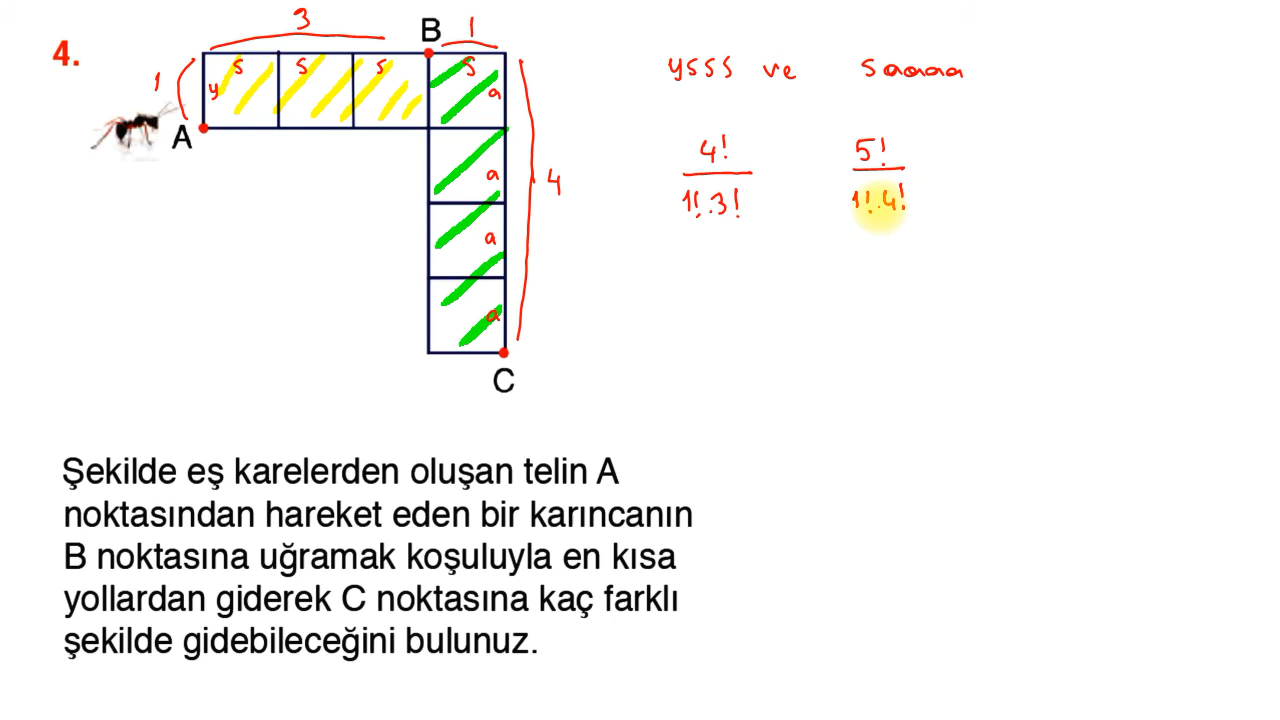 4.
3
B
1
1
s s s s
y
a
A
a
4
a
a
C
ysss ve saaaa
4! 5!
1!.3! 1!.4!
Şekilde eş karelerden oluşan telin A
noktasından hareket eden bir karıncanın
B noktasına uğramak koşuluyla en kısa
yollardan giderek C noktasına kaç farklı
şekilde gidebileceğini bulunuz.